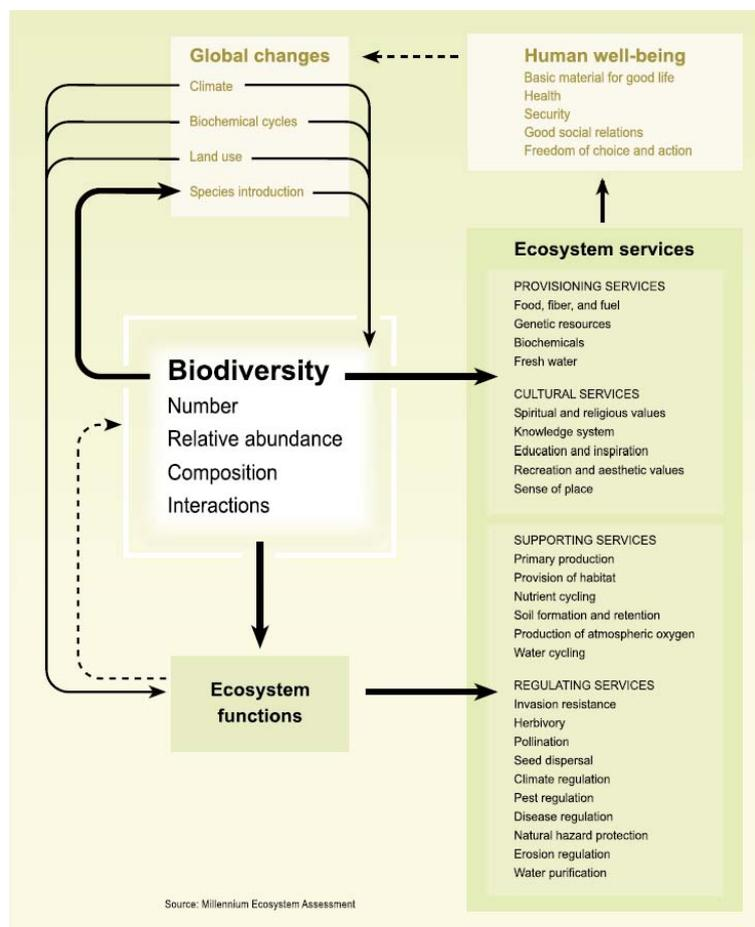 Global changes
Climate
Biochemical cycles
Land use
Species introduction
Human well-being
Basic material for good life
Health
Security
Good social relations
Freedom of choice and action
Biodiversity
Number
Relative abundance
Composition
Interactions
Ecosystem
functions
Ecosystem services
PROVISIONING SERVICES
Food, fiber, and fuel
Genetic resources
Biochemicals
Fresh water
CULTURAL SERVICES
Spiritual and religious values
Knowledge system
Education and inspiration
Recreation and aesthetic values
Sense of place
SUPPORTING SERVICES
Primary production
Provision of habitat
Nutrient cycling
Soil formation and retention
Production of atmospheric oxygen
Water cycling
REGULATING SERVICES
Invasion resistance
Herbivory
Pollination
Seed dispersal
Climate regulation
Pest regulation
Disease regulation
Natural hazard protection
Erosion regulation
Water purification
Source: Millennium Ecosystem Assessment